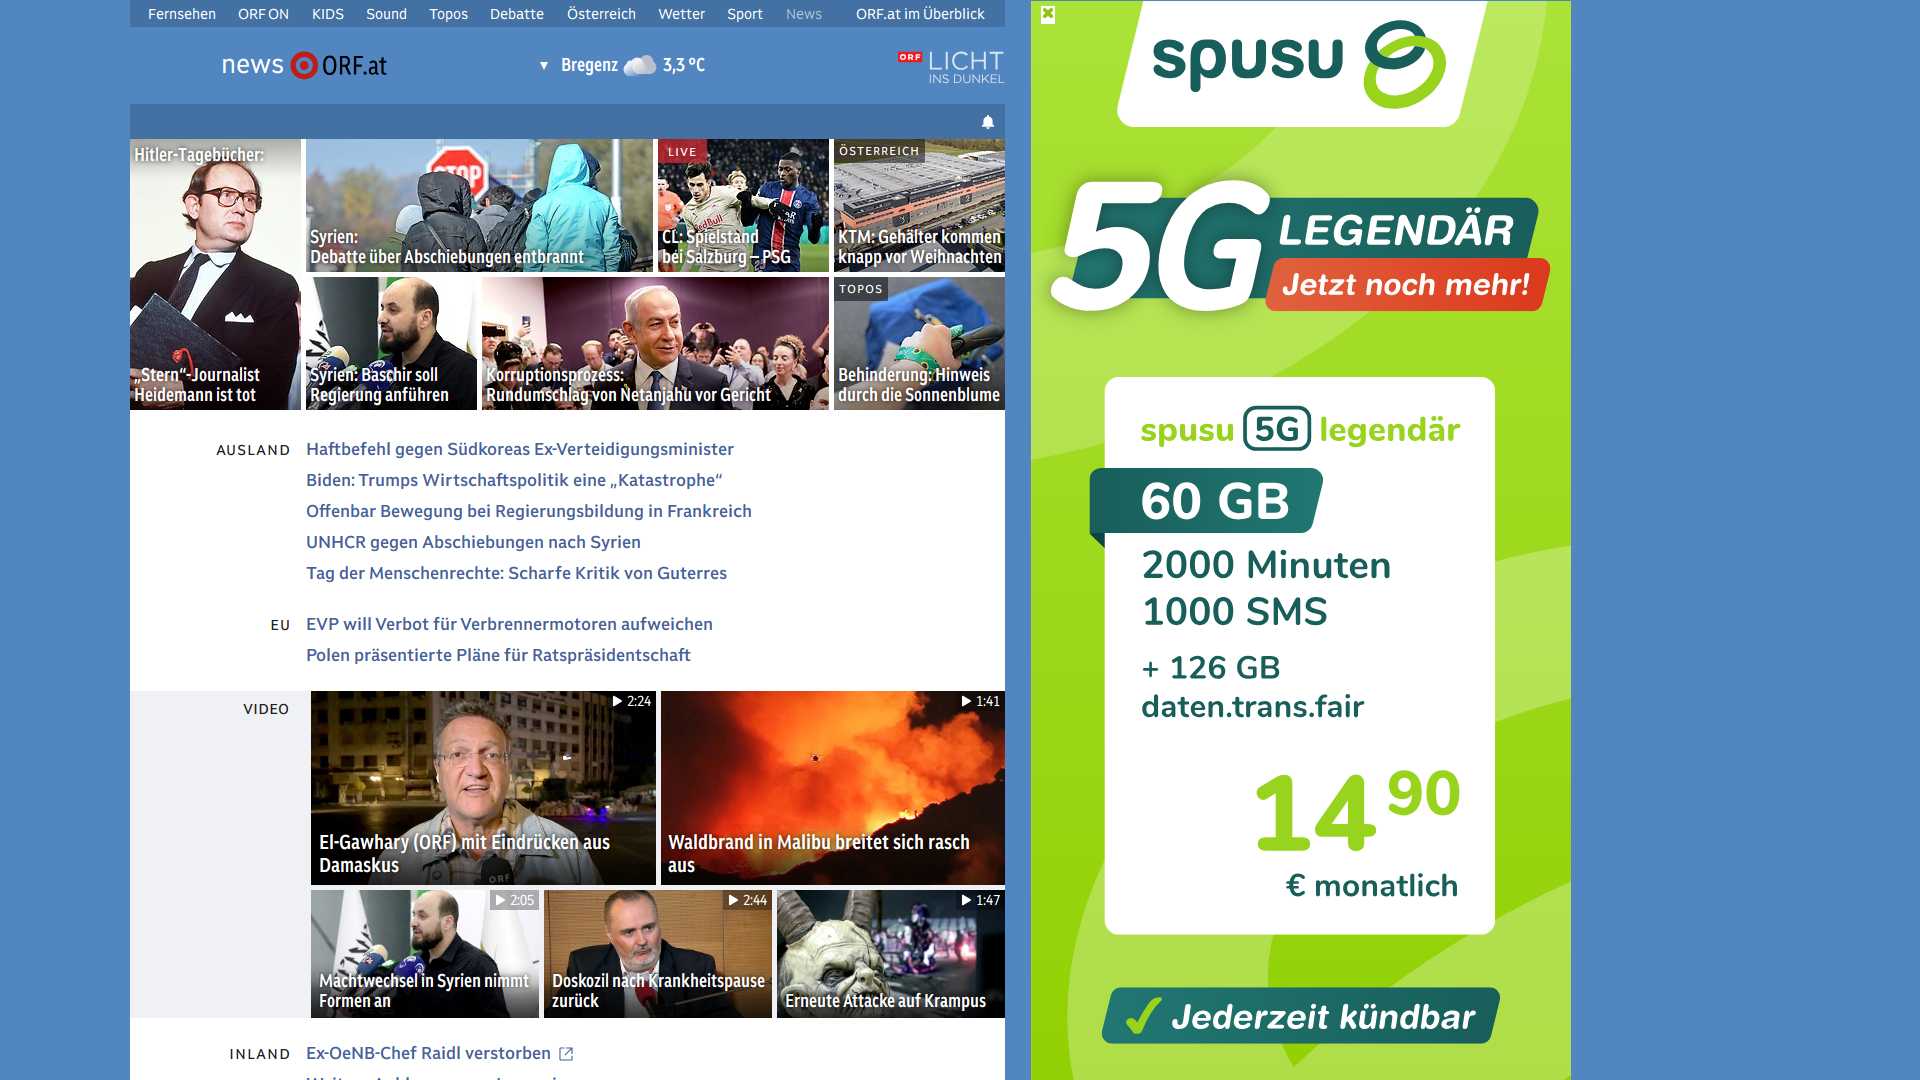 Fernsehen ORF ON KIDS Sound Topos Debatte Österreich Wetter Sport News ORF.at im Überblick
news ORF.at
▼ Bregenz 3,3 °C
ORF LICHT
INS DUNKEL
Hitler-Tagebücher:
„Stern“-Journalist
Heidemann ist tot
STOP
Syrien:
Debatte über Abschiebungen entbrannt
LIVE
CL: Spielstand
bei Salzburg – PSG
ÖSTERREICH
KTM: Gehälter kommen
knapp vor Weihnachten
Syrien: Baschir soll
Regierung anführen
Korruptionsprozess:
Rundumschlag von Netanjahu vor Gericht
TOPOS
Behinderung: Hinweis
durch die Sonnenblume
AUSLAND
Haftbefehl gegen Südkoreas Ex-Verteidigungsminister
Biden: Trumps Wirtschaftspolitik eine „Katastrophe“
Offenbar Bewegung bei Regierungsbildung in Frankreich
UNHCR gegen Abschiebungen nach Syrien
Tag der Menschenrechte: Scharfe Kritik von Guterres
EU
EVP will Verbot für Verbrennermotoren aufweichen
Polen präsentierte Pläne für Ratspräsidentschaft
VIDEO
2:24
El-Gawhary (ORF) mit Eindrücken aus
Damaskus
ORF
1:41
Waldbrand in Malibu breitet sich rasch
aus
2:05
Machtwechsel in Syrien nimmt
Formen an
2:44
Doskozil nach Krankheitspause
zurück
1:47
Erneute Attacke auf Krampus
INLAND
Ex-OeNB-Chef Raidl verstorben
spusu
5G LEGENDÄR
Jetzt noch mehr!
spusu 5G legendär
60 GB
2000 Minuten
1000 SMS
+ 126 GB
daten.trans.fair
14 90
€ monatlich
Jederzeit kündbar